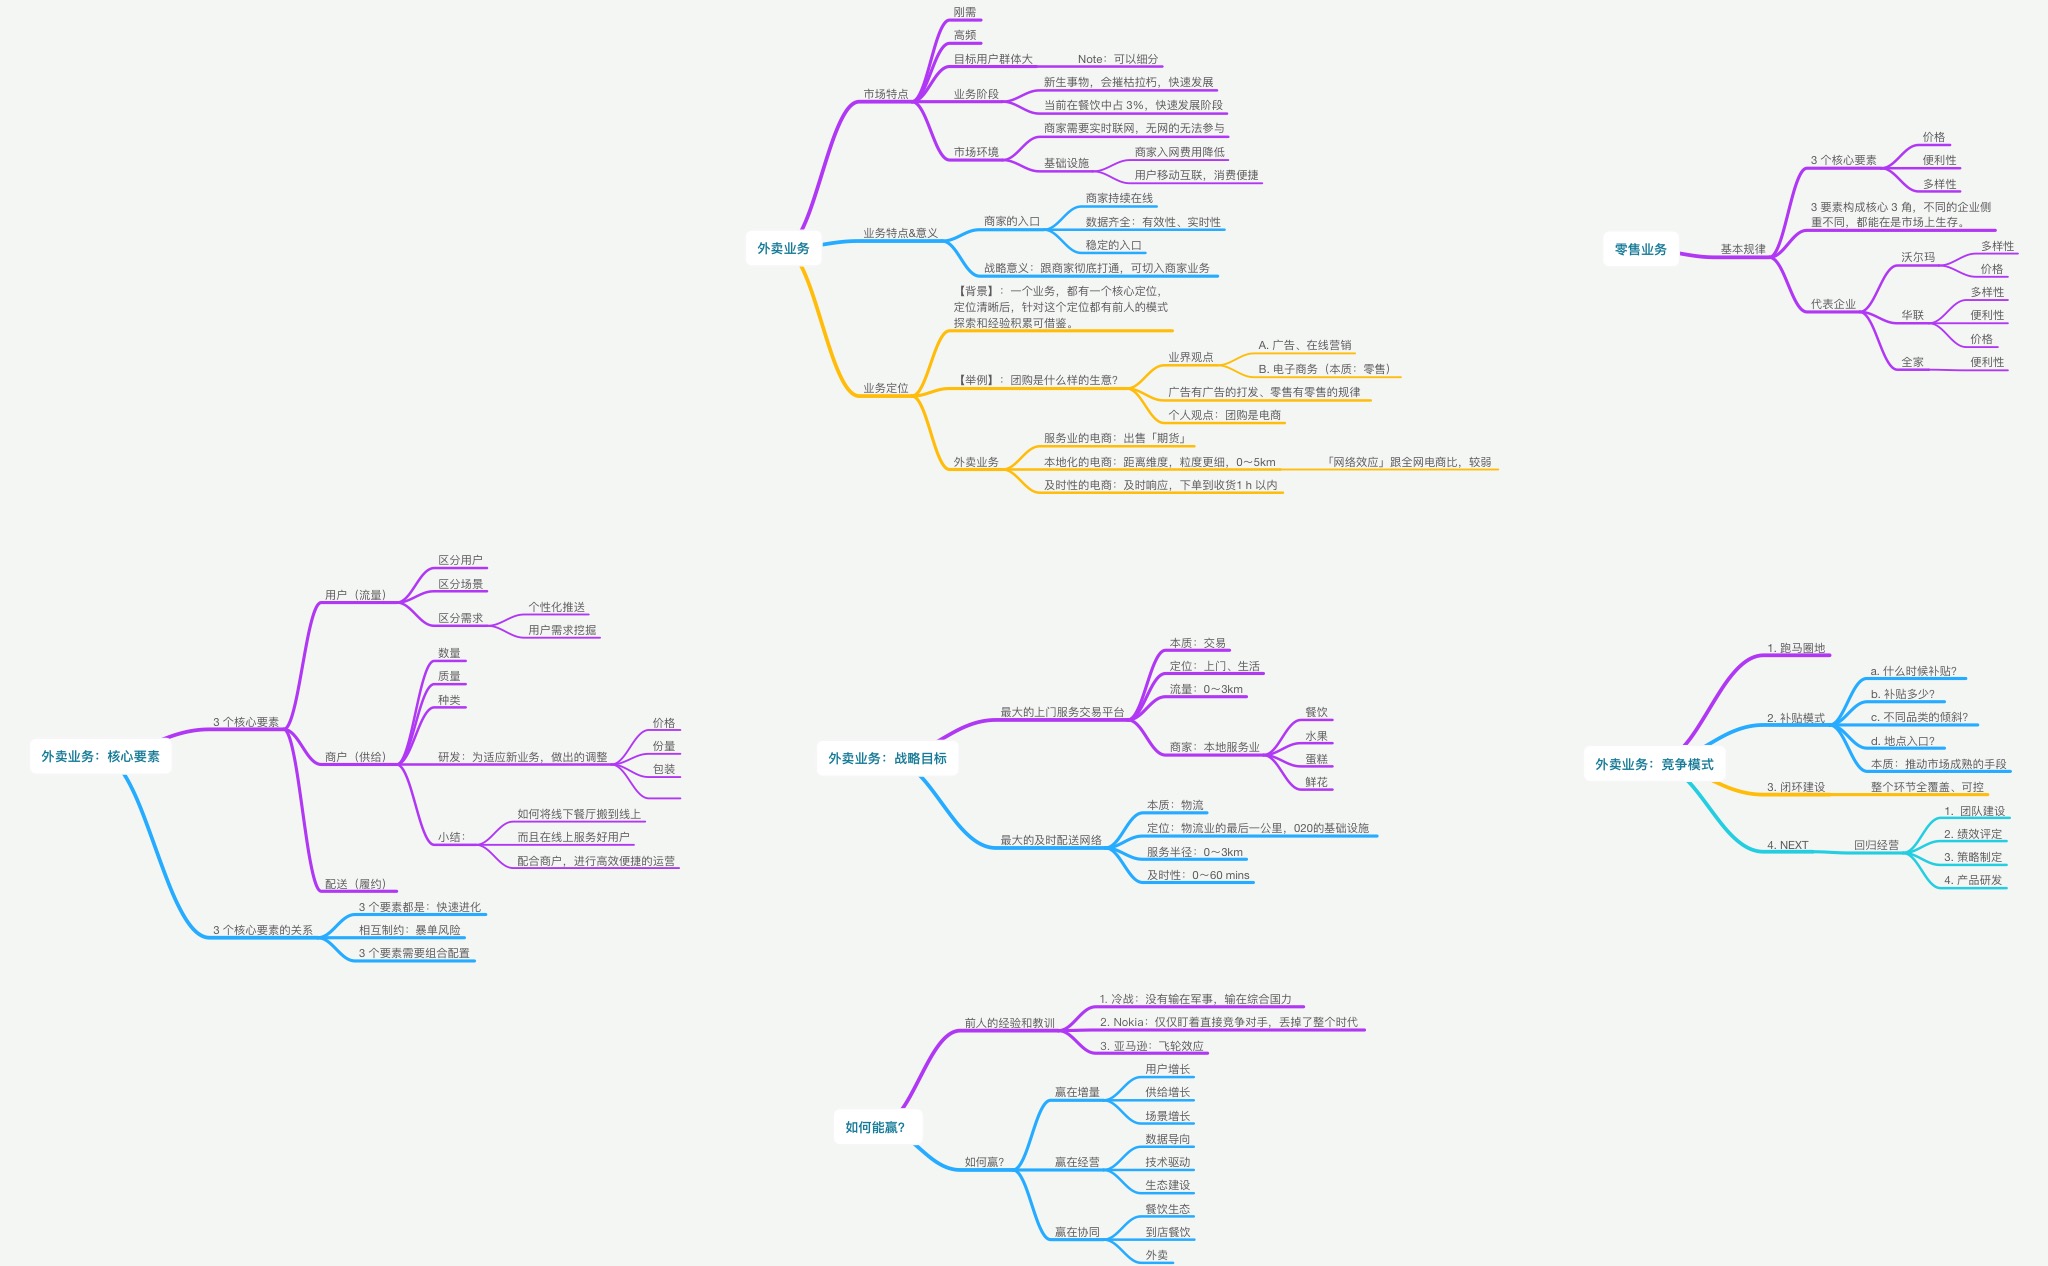 外卖业务
市场特点
刚需
高频
目标用户群体大
Note：可以细分
业务阶段
新生事物，会摧枯拉朽，快速发展
当前在餐饮中占 3%，快速发展阶段
市场环境
商家需要实时联网，无网的无法参与
基础设施
商家入网费用降低
用户移动互联，消费便捷
业务特点&意义
商家的入口
商家持续在线
数据齐全：有效性、实时性
稳定的入口
战略意义：跟商家彻底打通，可切入商家业务
业务定位
【背景】：一个业务，都有一个核心定位，
定位清晰后，针对这个定位都有前人的模式
探索和经验积累可借鉴。
【举例】：团购是什么样的生意？
业界观点
A. 广告、在线营销
B. 电子商务（本质：零售）
广告有广告的打发、零售有零售的规律
个人观点：团购是电商
外卖业务
服务业的电商：出售「期货」
本地化的电商：距离维度，粒度更细，0～5km
「网络效应」跟全网电商比，较弱
及时性的电商：及时响应，下单到收货1 h 以内
零售业务
基本规律
3 个核心要素
价格
便利性
多样性
3 要素构成核心 3 角，不同的企业侧
重不同，都能在是市场上生存。
代表企业
沃尔玛
多样性
价格
华联
多样性
便利性
价格
全家
便利性
外卖业务：核心要素
3 个核心要素
用户（流量）
区分用户
区分场景
区分需求
个性化推送
用户需求挖掘
商户（供给）
数量
质量
种类
研发：为适应新业务，做出的调整
价格
份量
包装
小结：
如何将线下餐厅搬到线上
而且在线上服务好用户
配合商户，进行高效便捷的运营
配送（履约）
3 个核心要素的关系
3 个要素都是：快速进化
相互制约：暴单风险
3 个要素需要组合配置
外卖业务：战略目标
最大的上门服务交易平台
本质：交易
定位：上门、生活
流量：0～3km
商家：本地服务业
餐饮
水果
蛋糕
鲜花
最大的及时配送网络
本质：物流
定位：物流业的最后一公里，020的基础设施
服务半径：0～3km
及时性：0～60 mins
外卖业务：竞争模式
1. 跑马圈地
2. 补贴模式
a. 什么时候补贴？
b. 补贴多少？
c. 不同品类的倾斜？
d. 地点入口？
本质：推动市场成熟的手段
3. 闭环建设
整个环节全覆盖、可控
4. NEXT
回归经营
1. 团队建设
2. 绩效评定
3. 策略制定
4. 产品研发
如何能赢？
前人的经验和教训
1. 冷战：没有输在军事，输在综合国力
2. Nokia：仅仅盯着直接竞争对手，丢掉了整个时代
3. 亚马逊：飞轮效应
如何赢？
赢在增量
用户增长
供给增长
场景增长
赢在经营
数据导向
技术驱动
生态建设
赢在协同
餐饮生态
到店餐饮
外卖